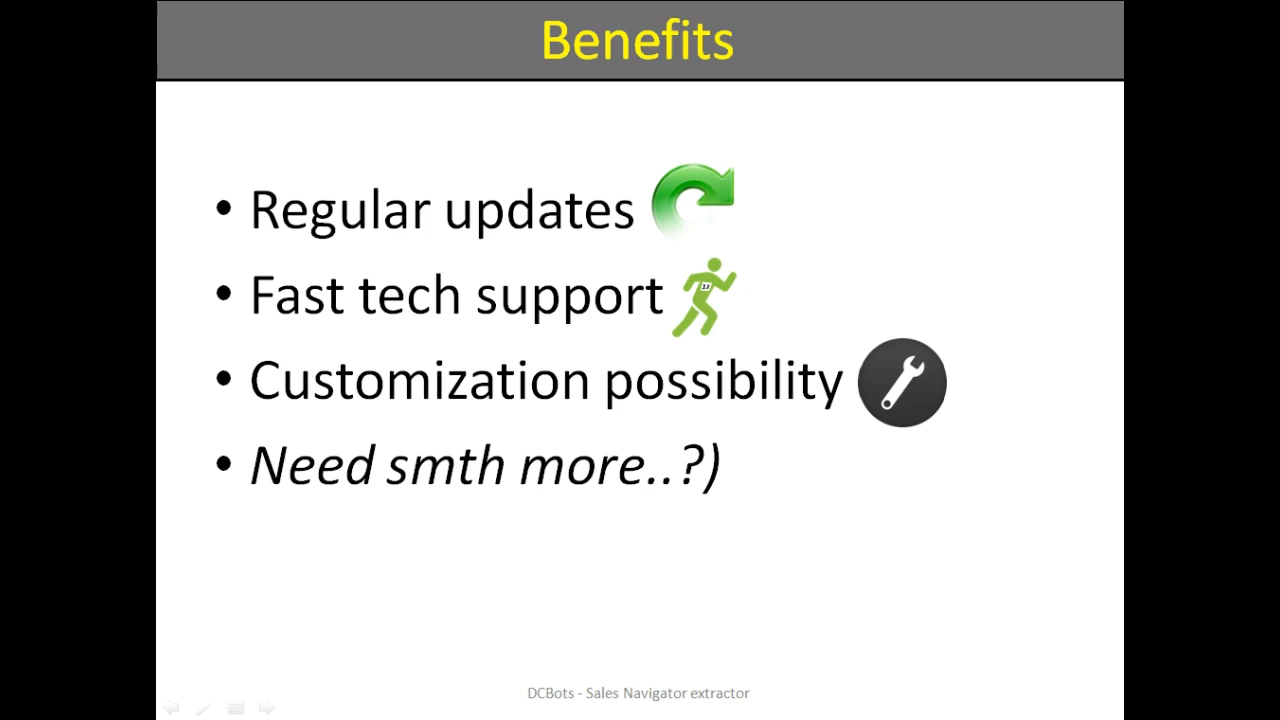 Benefits
• Regular updates
• Fast tech support
• Customization possibility
• Need smth more..?)
DCBots - Sales Navigator extractor